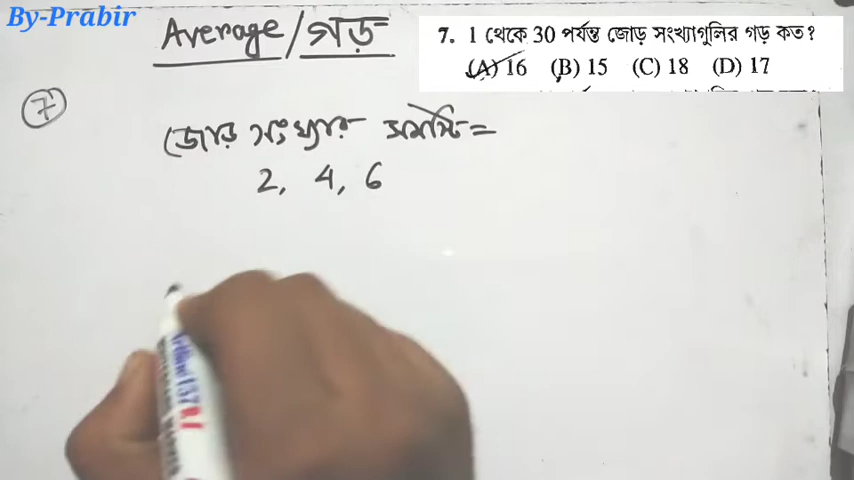 By-Prabir
Average/গড়
7. 1 থেকে 30 পর্যন্ত জোড় সংখ্যাগুলির গড় কত?
(A) 16 (B) 15 (C) 18 (D) 17
7
জোড় সংখ্যার সমষ্টি =
2, 4, 6